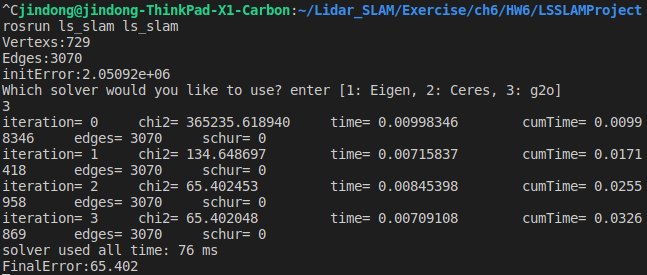 ^Cjindong@jindong-ThinkPad-X1-Carbon:~/Lidar_SLAM/Exercise/ch6/HW6/LSSLAMProject
rosrun ls_slam ls_slam
Vertexs:729
Edges:3070
initError:2.05092e+06
Which solver would you like to use? enter [1: Eigen, 2: Ceres, 3: g2o]
3
iteration= 0 chi2= 365235.618940 time= 0.00998346 cumTime= 0.0099
8346 edges= 3070 schur= 0
iteration= 1 chi2= 134.648697 time= 0.00715837 cumTime= 0.0171
418 edges= 3070 schur= 0
iteration= 2 chi2= 65.402453 time= 0.00845398 cumTime= 0.0255
958 edges= 3070 schur= 0
iteration= 3 chi2= 65.402048 time= 0.00709108 cumTime= 0.0326
869 edges= 3070 schur= 0
solver used all time: 76 ms
FinalError:65.402